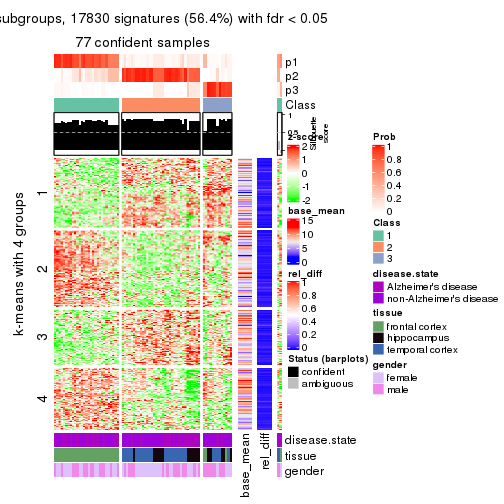 subgroups, 17830 signatures (56.4%) with fdr < 0.05
77 confident samples
p1
p2
p3
Class
1
0.5
0
Silhouette
score
k-means with 4 groups
1
2
3
4
base_mean
rel_diff
disease.state
tissue
gender
z-score
2
1
0
-1
-2
base_mean
15
10
5
0
rel_diff
1
0.8
0.6
0.4
0.2
0
Status (barplots)
confident
ambiguous
Prob
1
0.8
0.6
0.4
0.2
0
Class
1
2
3
disease.state
Alzheimer's disease
non-Alzheimer's disease
tissue
frontal cortex
hippocampus
temporal cortex
gender
female
male